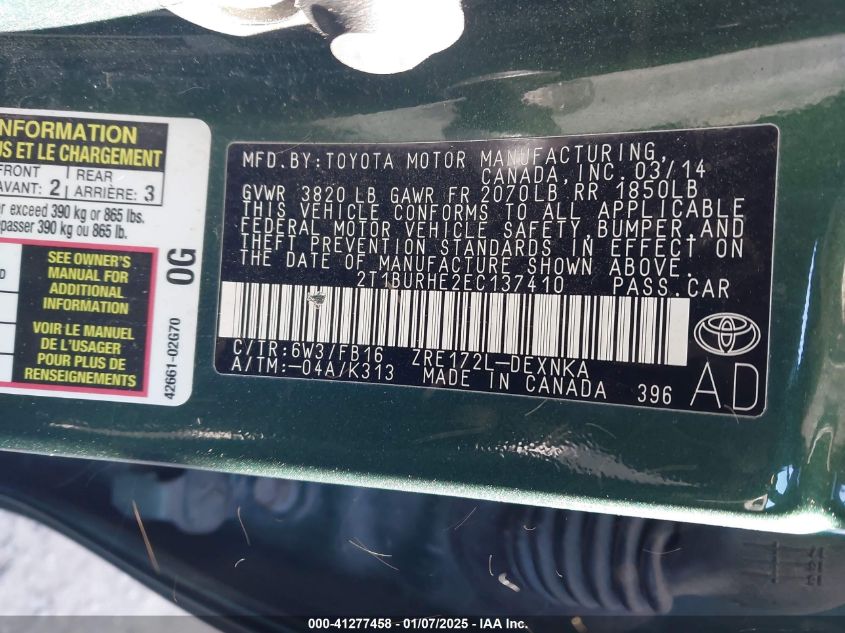 INFORMATION
US ET LE CHARGEMENT
FRONT
AVANT: 2
REAR
ARRIÈRE: 3
exceed 390 kg or 865 lbs.
passer 390 kg ou 865 lb.
SEE OWNER'S
MANUAL FOR
ADDITIONAL
INFORMATION
VOIR LE MANUEL
DE L'USAGER
POUR PLUS DE
RENSEIGNEMENTS
0G
42661-02G70
MFD.BY:TOYOTA MOTOR MANUFACTURING,
CANADA, INC. 03/14
GVWR 3820 LB GAWR FR 2070LB RR 1850LB
THIS VEHICLE CONFORMS TO ALL APPLICABLE
FEDERAL MOTOR VEHICLE SAFETY, BUMPER, AND
THEFT PREVENTION STANDARDS IN EFFECT ON
THE DATE OF MANUFACTURE SHOWN ABOVE.
2T1BURHE2EC137410 PASS.CAR
C/TR:6W3/FB16 ZRE172L-DEXNKA
A/TM:-04A/K313 MADE IN CANADA 396
AD
000-41277458 - 01/07/2025 - IAA Inc.